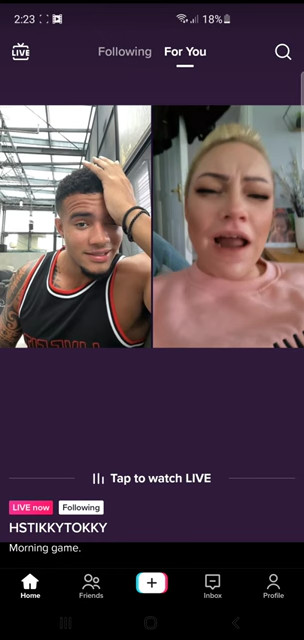 2:23 18%
LIVE Following For You
Tap to watch LIVE
LIVE now Following
HSTIKKYTOKKY
Morning game.
Home Friends Inbox Profile